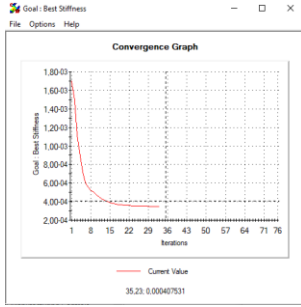 Goal : Best Stiffness
File Options Help
Convergence Graph
Goal : Best Stiffness
1,80-03
1,60-03
1,40-03
1,20-03
1,00-03
8,00-04
6,00-04
4,00-04
2,00-04
1 8 15 22 29 36 43 50 57 64 71 76
Iterations
Current Value
35,23; 0,000407531